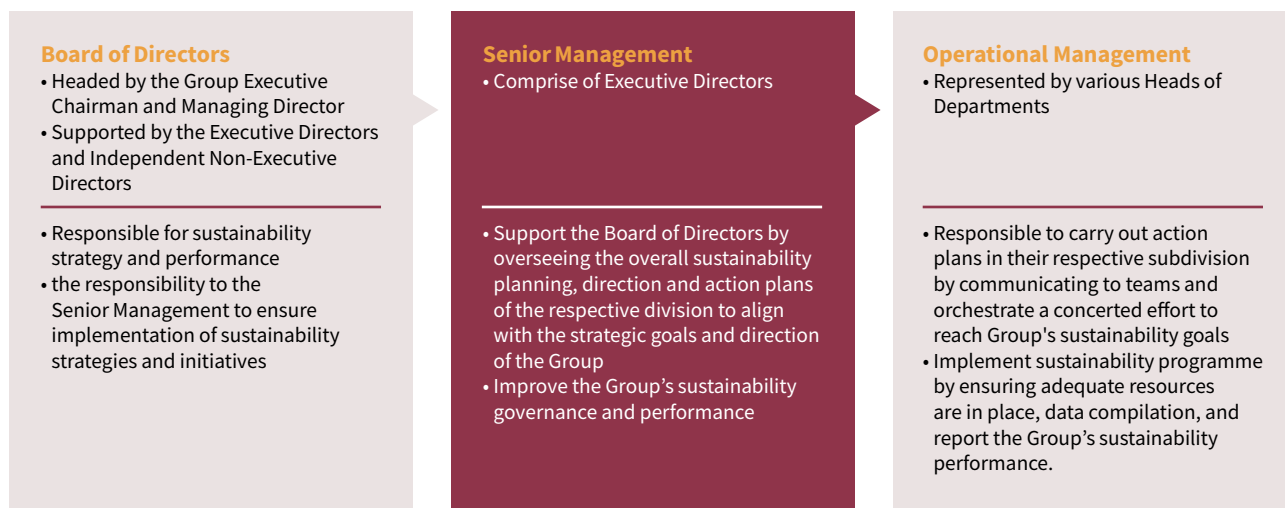 Board of Directors
• Headed by the Group Executive
Chairman and Managing Director
• Supported by the Executive Directors
and Independent Non-Executive
Directors
• Responsible for sustainability
strategy and performance
• the responsibility to the
Senior Management to ensure
implementation of sustainability
strategies and initiatives
Senior Management
• Comprise of Executive Directors
• Support the Board of Directors by
overseeing the overall sustainability
planning, direction and action plans
of the respective division to align
with the strategic goals and direction
of the Group
• Improve the Group’s sustainability
governance and performance
Operational Management
• Represented by various Heads of
Departments
• Responsible to carry out action
plans in their respective subdivision
by communicating to teams and
orchestrate a concerted effort to
reach Group's sustainability goals
• Implement sustainability programme
by ensuring adequate resources
are in place, data compilation, and
report the Group’s sustainability
performance.